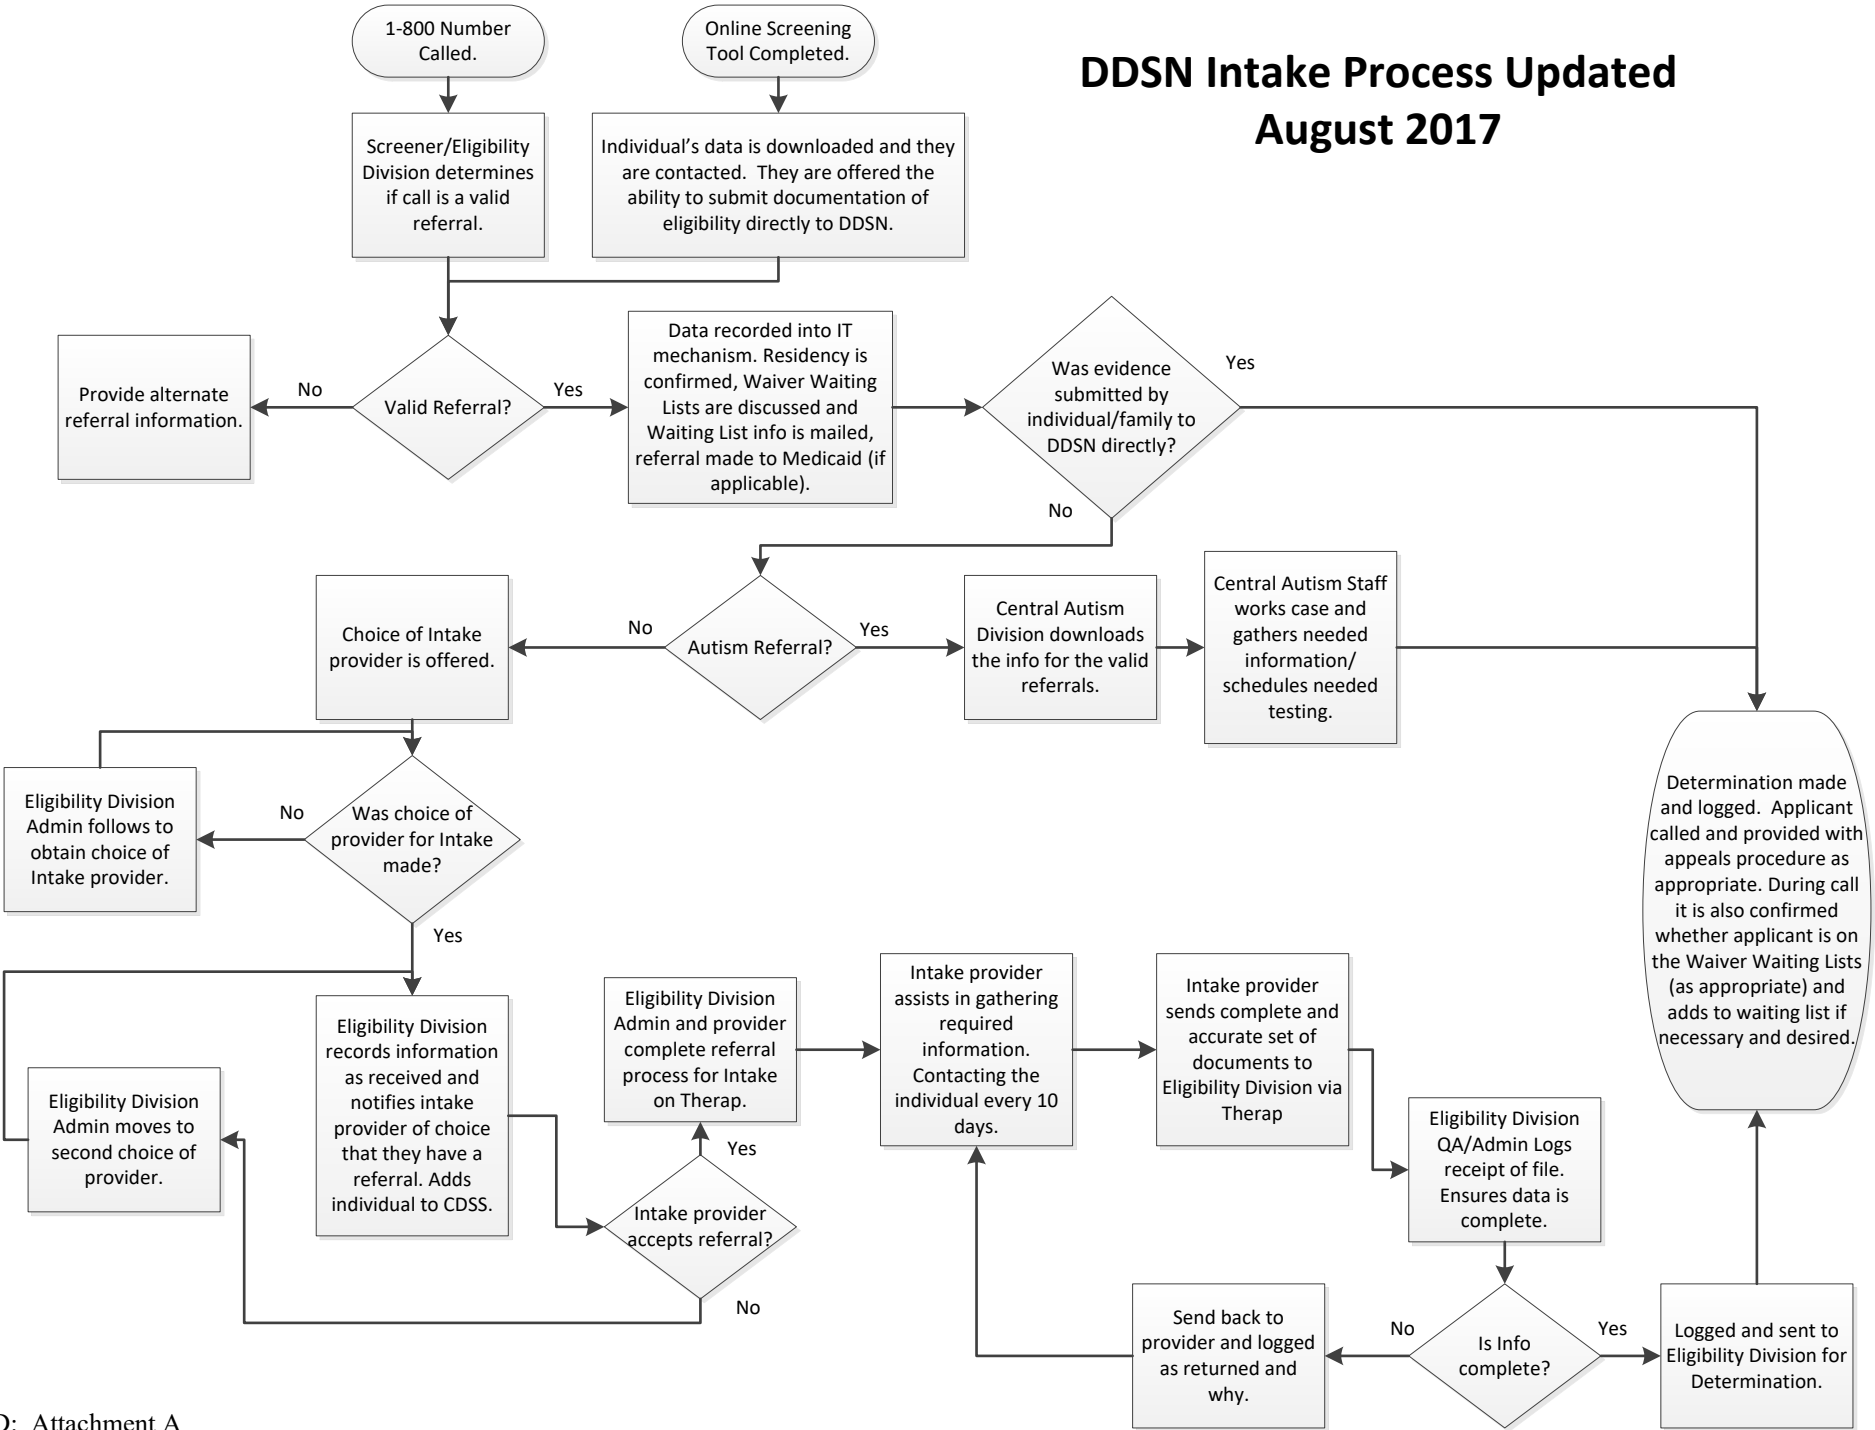 1-800 Number
Called.
Online Screening
Tool Completed.
DDSN Intake Process Updated
August 2017
Screener/Eligibility
Division determines
if call is a valid
referral.
Individual's data is downloaded and they
are contacted. They are offered the
ability to submit documentation of
eligibility directly to DDSN.
Provide alternate
referral information.
No
Valid Referral?
Yes
Data recorded into IT
mechanism. Residency is
confirmed, Waiver Waiting
Lists are discussed and
Waiting List info is mailed,
referral made to Medicaid (if
applicable).
Was evidence
submitted by
individual/family to
DDSN directly?
Yes
No
Choice of Intake
provider is offered.
No
Autism Referral?
Yes
Central Autism
Division downloads
the info for the valid
referrals.
Central Autism Staff
works case and
gathers needed
information/
schedules needed
testing.
Eligibility Division
Admin follows to
obtain choice of
Intake provider.
No
Was choice of
provider for Intake
made?
Yes
Determination made
and logged. Applicant
called and provided with
appeals procedure as
appropriate. During call
it is also confirmed
whether applicant is on
the Waiver Waiting Lists
(as appropriate) and
adds to waiting list if
necessary and desired.
Eligibility Division
Admin moves to
second choice of
provider.
Eligibility Division
records information
as received and
notifies intake
provider of choice
that they have a
referral. Adds
individual to CDSS.
Eligibility Division
Admin and provider
complete referral
process for Intake
on Therap.
Yes
Intake provider
accepts referral?
No
Intake provider
assists in gathering
required
information.
Contacting the
individual every 10
days.
Intake provider
sends complete and
accurate set of
documents to
Eligibility Division via
Therap
Eligibility Division
QA/Admin Logs
receipt of file.
Ensures data is
complete.
Send back to
provider and logged
as returned and
why.
No
Is Info
complete?
Yes
Logged and sent to
Eligibility Division for
Determination.
Attachment A